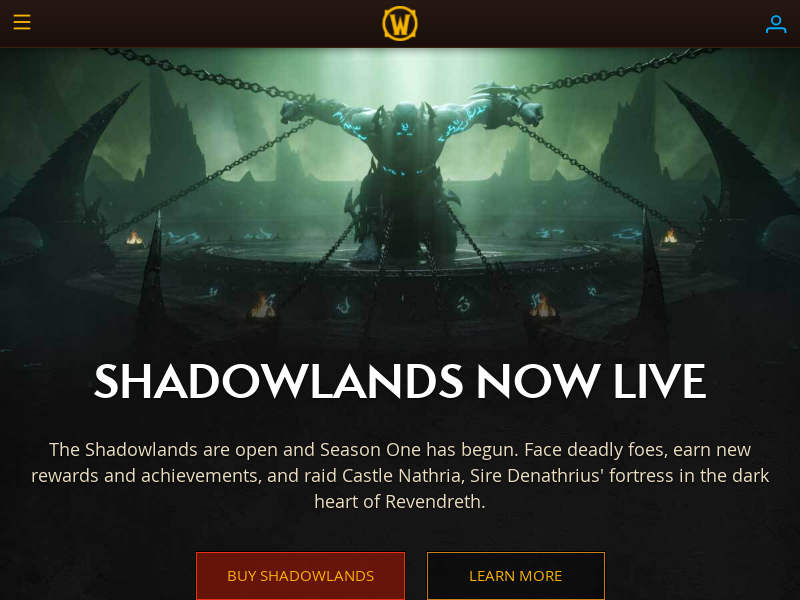 W
SHADOWLANDS NOW LIVE
The Shadowlands are open and Season One has begun. Face deadly foes, earn new
rewards and achievements, and raid Castle Nathria, Sire Denathrius' fortress in the dark
heart of Revendreth.
BUY SHADOWLANDS
LEARN MORE